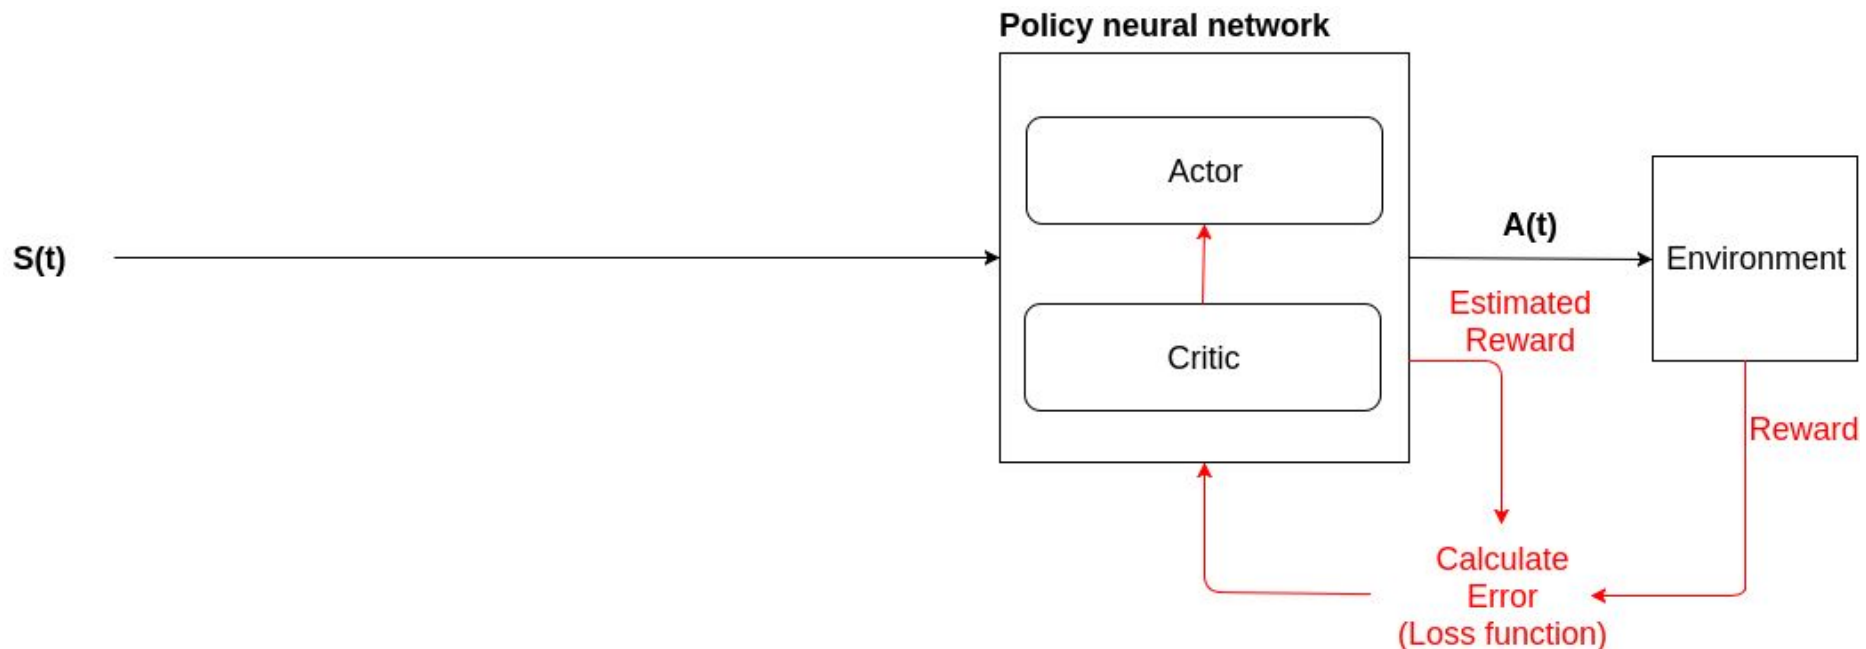 Policy neural network
Actor
S(t)
A(t)
Environment
Estimated
Reward
Critic
Reward
Calculate
Error
(Loss function)